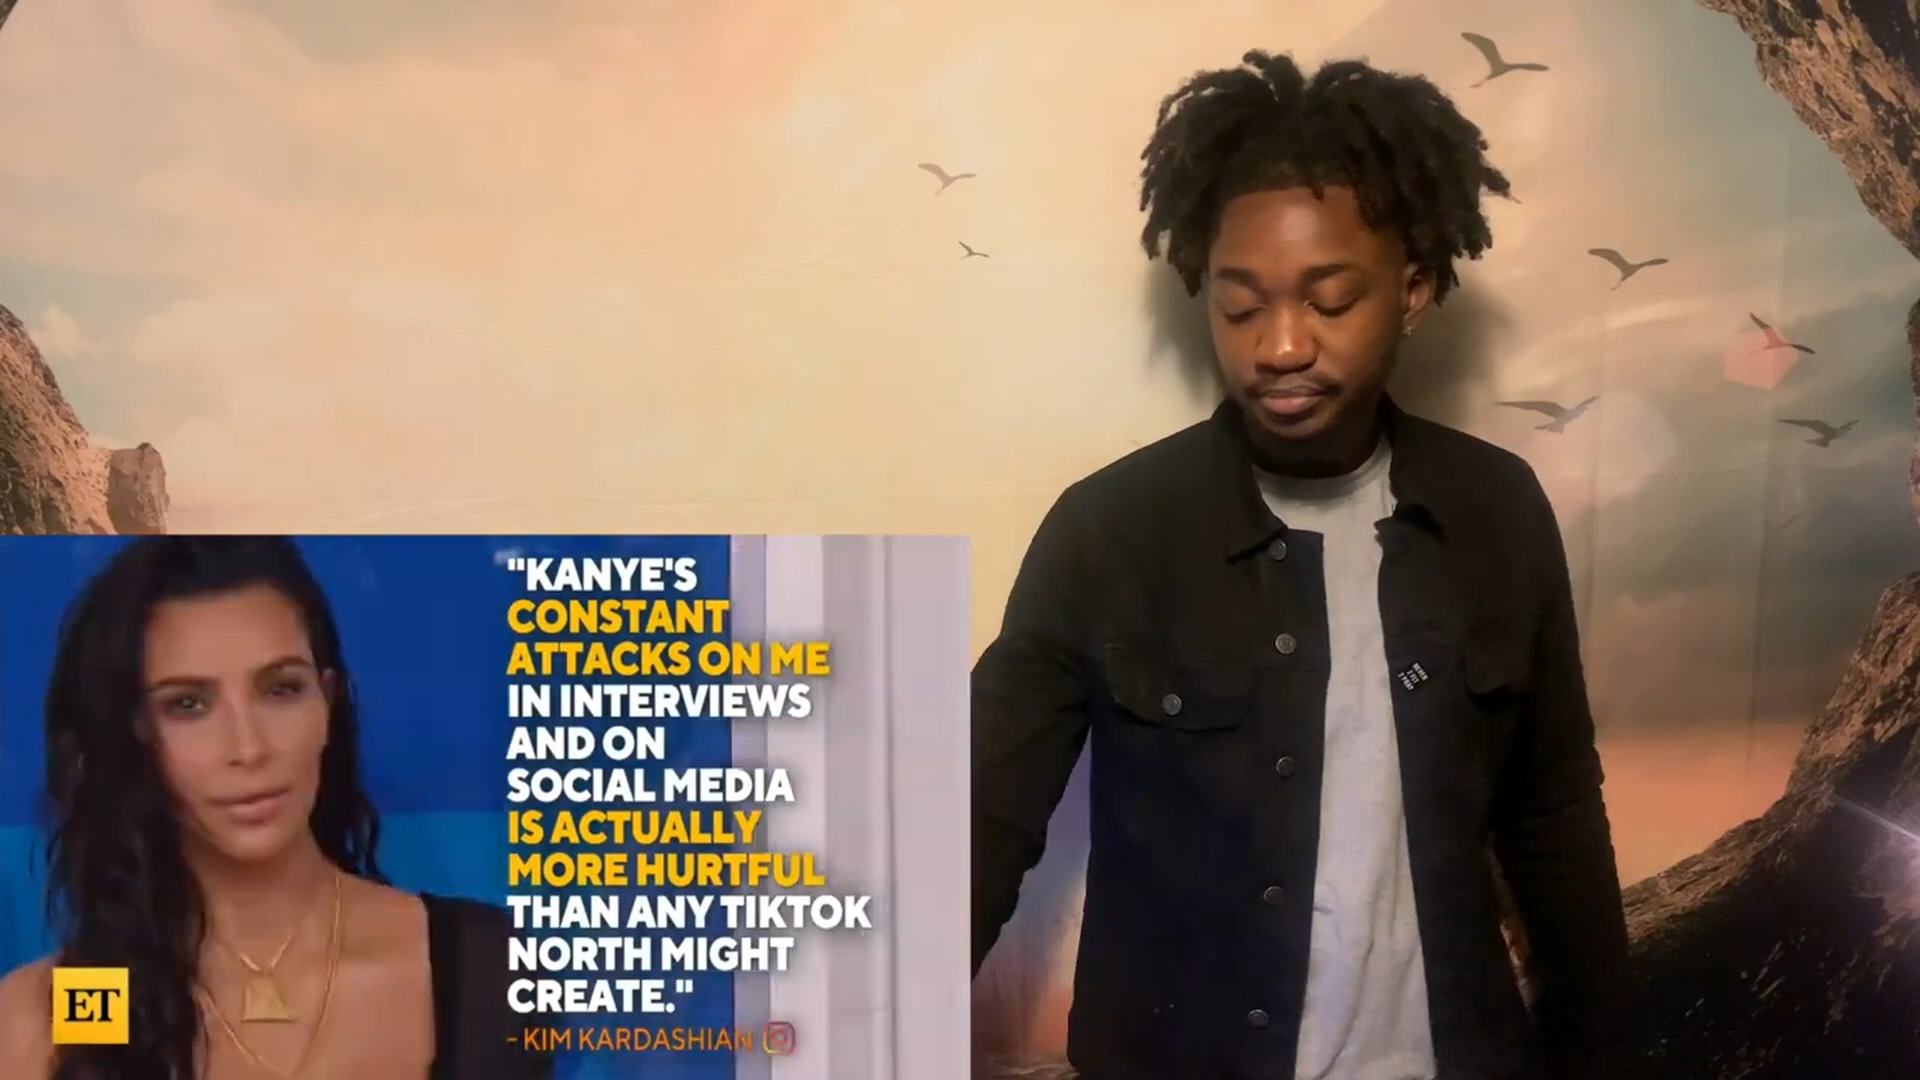 "KANYE'S
CONSTANT
ATTACKS ON ME
IN INTERVIEWS
AND ON
SOCIAL MEDIA
IS ACTUALLY
MORE HURTFUL
THAN ANY TIKTOK
NORTH MIGHT
CREATE."
- KIM KARDASHIAN
ET